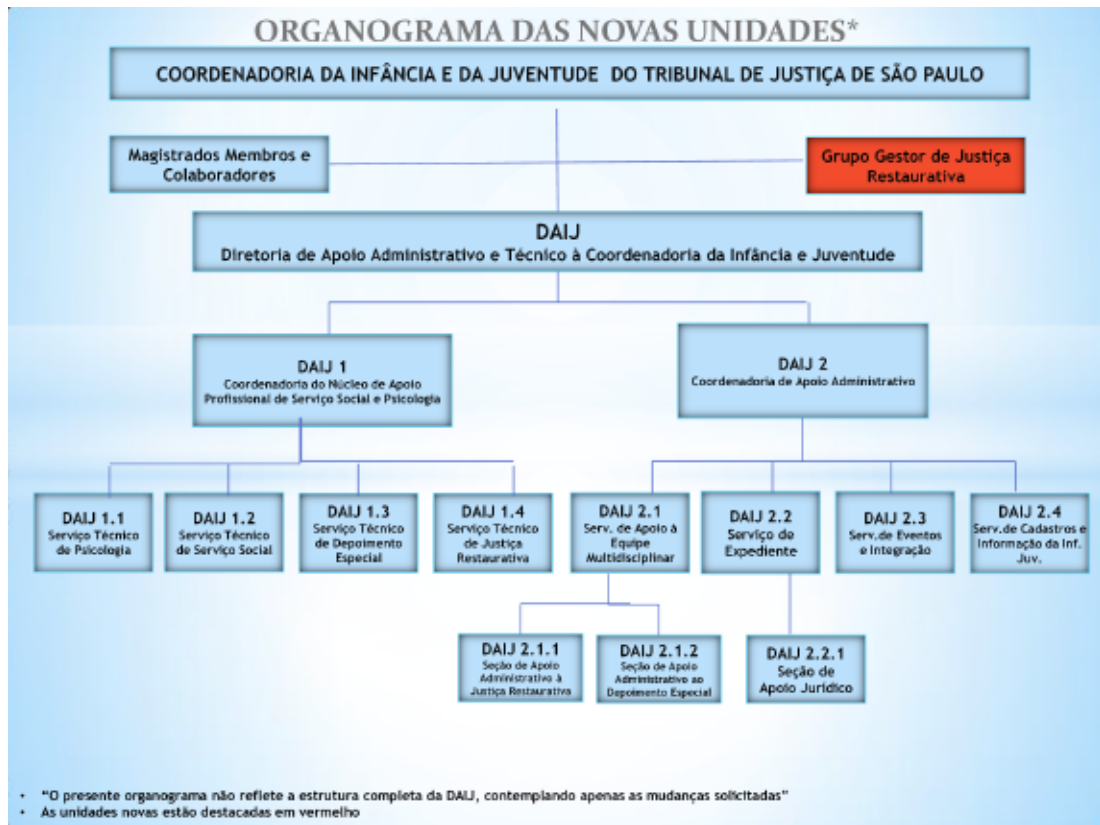 ORGANOGRAMA DAS NOVAS UNIDADES*
COORDENADORIA DA INFÂNCIA E DA JUVENTUDE DO TRIBUNAL DE JUSTIÇA DE SÃO PAULO
Magistrados Membros e
Colaboradores
Grupo Gestor de Justiça
Restaurativa
DAIJ
Diretoria de Apoio Administrativo e Técnico à Coordenadoria da Infância e Juventude
DAIJ 1
Coordenadoria do Núcleo de Apoio
Profissional de Serviço Social e Psicologia
DAIJ 2
Coordenadoria de Apoio Administrativo
DAIJ 1.1
Serviço Técnico
de Psicologia
DAIJ 1.2
Serviço Técnico
de Serviço Social
DAIJ 1.3
Serviço Técnico
de Depoimento
Especial
DAIJ 1.4
Serviço Técnico
de Justiça
Restaurativa
DAIJ 2.1
Serv. de Apoio à
Equipe
Multidisciplinar
DAIJ 2.2
Serviço de
Expediente
DAIJ 2.3
Serv.de Eventos
e Integração
DAIJ 2.4
Serv.de Cadastros e
Informação da Inf.
Juv.
DAIJ 2.1.1
Seção de Apoio
Administrativo à
Justiça Restaurativa
DAIJ 2.1.2
Seção de Apoio
Administrativo ao
Depoimento Especial
DAIJ 2.2.1
Seção de
Apoio Jurídico
• "O presente organograma não reflete a estrutura completa da DAIJ, contemplando apenas as mudanças solicitadas"
• As unidades novas estão destacadas em vermelho